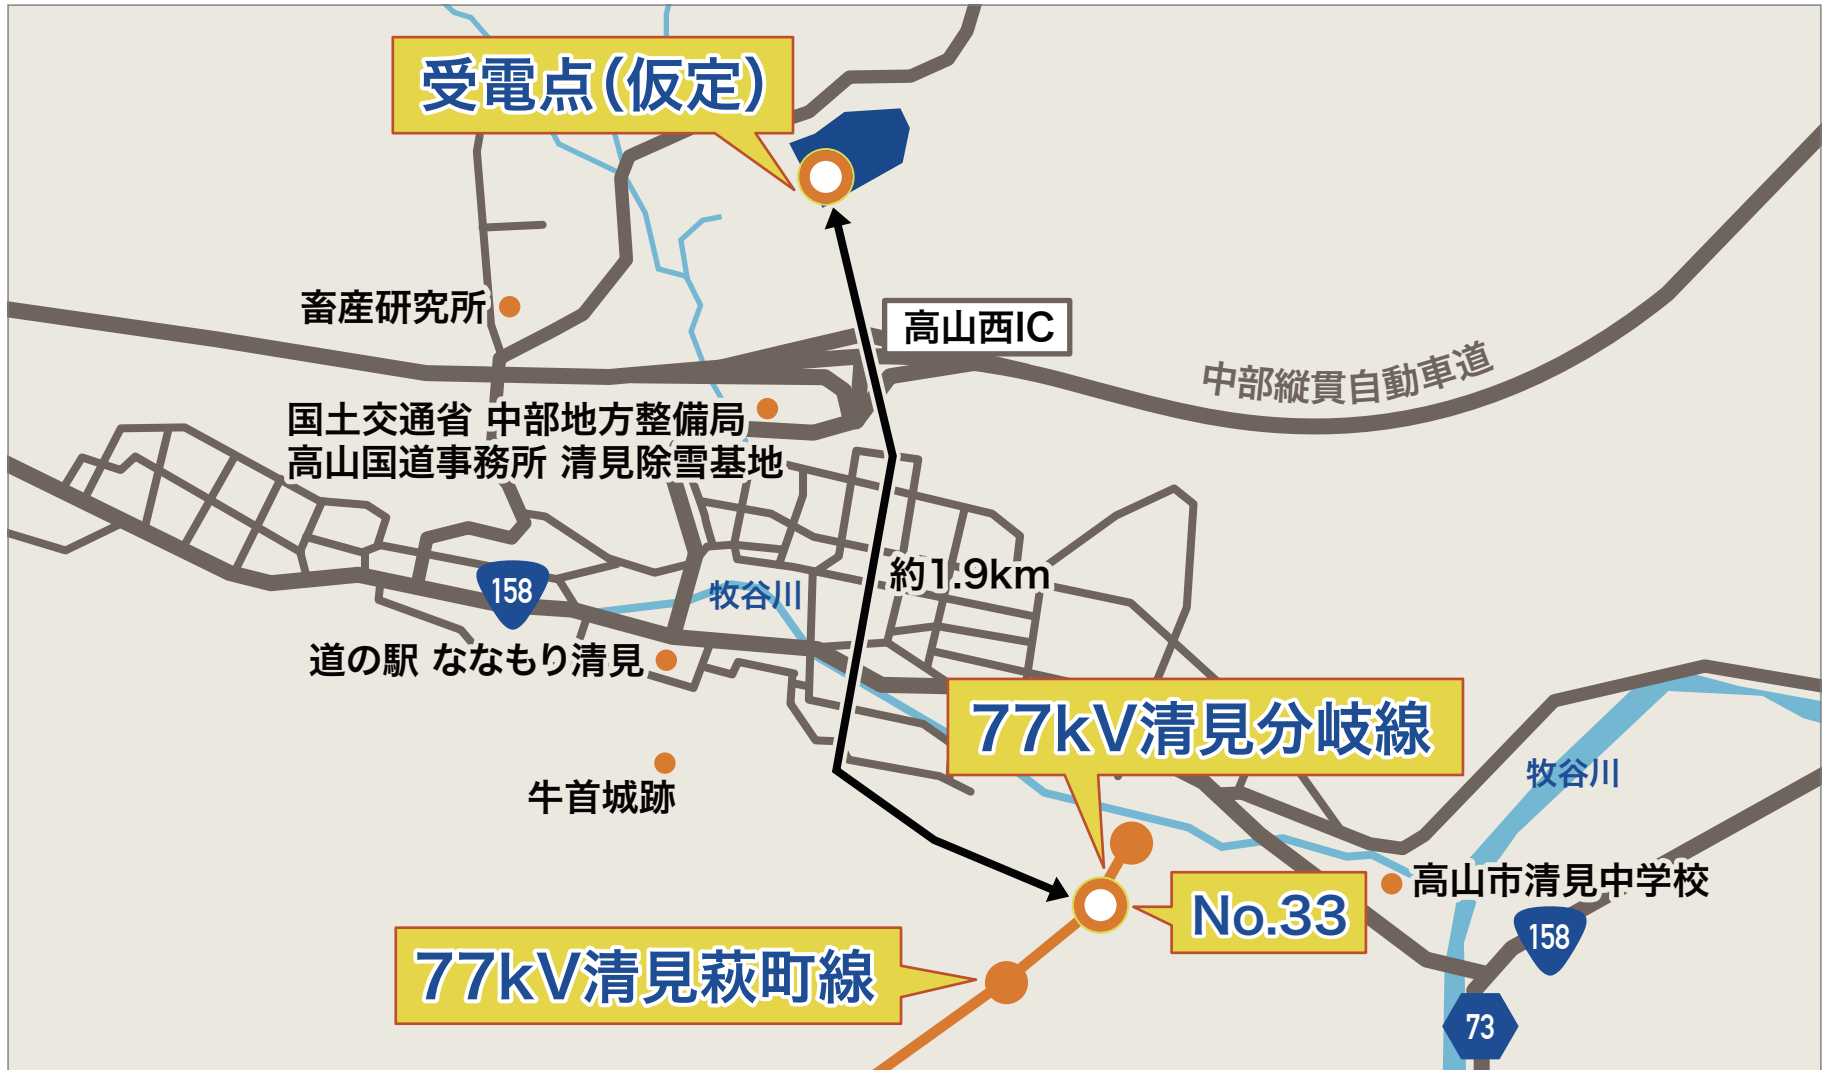 受電点(仮定)
畜産研究所
高山西IC
中部縦貫自動車道
国土交通省 中部地方整備局
高山国道事務所 清見除雪基地
約1.9km
158
牧谷川
道の駅 ななもり清見
77kV清見分岐線
牧谷川
牛首城跡
高山市清見中学校
No.33
158
77kV清見萩町線
73